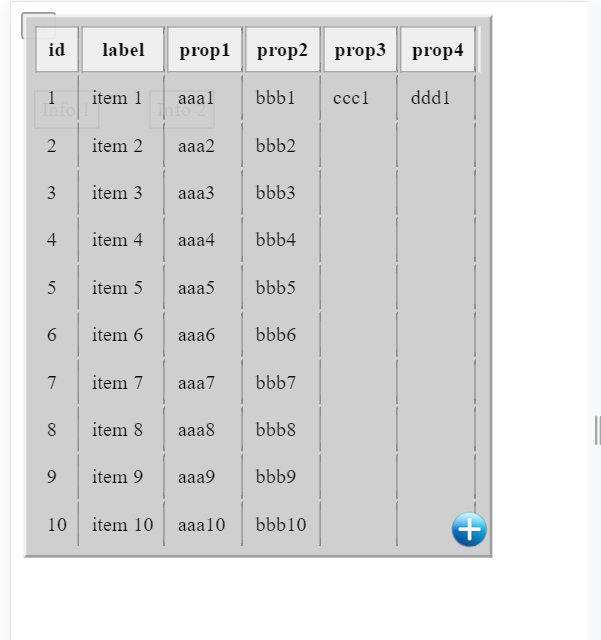 id label prop1 prop2 prop3 prop4
1 item 1 aaa1 bbb1 ccc1 ddd1
Info 1 Info 2
2 item 2 aaa2 bbb2
3 item 3 aaa3 bbb3
4 item 4 aaa4 bbb4
5 item 5 aaa5 bbb5
6 item 6 aaa6 bbb6
7 item 7 aaa7 bbb7
8 item 8 aaa8 bbb8
9 item 9 aaa9 bbb9
10 item 10 aaa10 bbb10